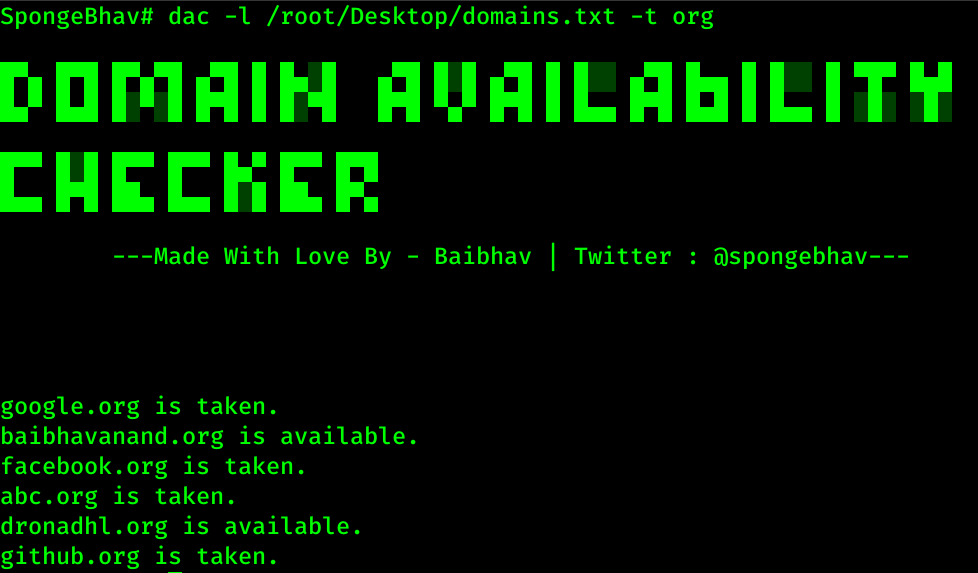 SpongeBhav# dac -l /root/Desktop/domains.txt -t org
DOMAIN AVAILAbILITY
CHECKER
---Made With Love By - Baibhav | Twitter : @spongebhav---
google.org is taken.
baibhavanand.org is available.
facebook.org is taken.
abc.org is taken.
dronadhl.org is available.
github.org is taken.